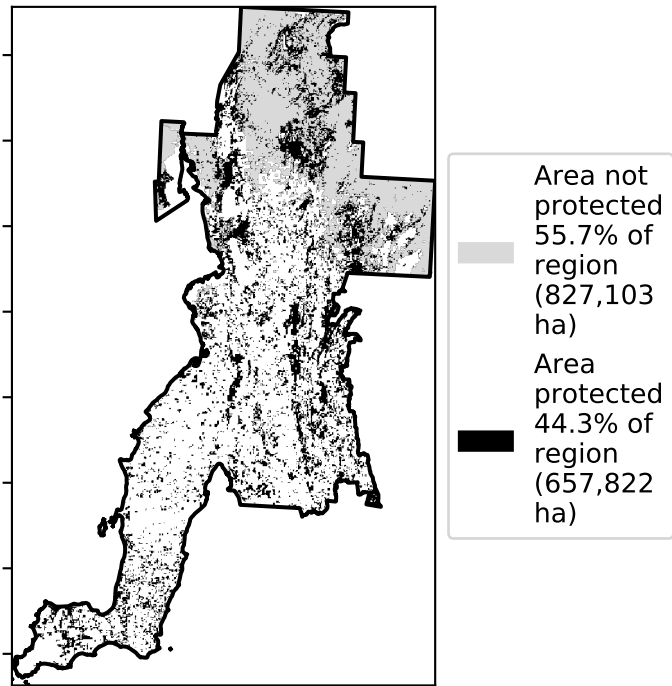 Area not
protected
55.7% of
region
(827,103
ha)
Area
protected
44.3% of
region
(657,822
ha)